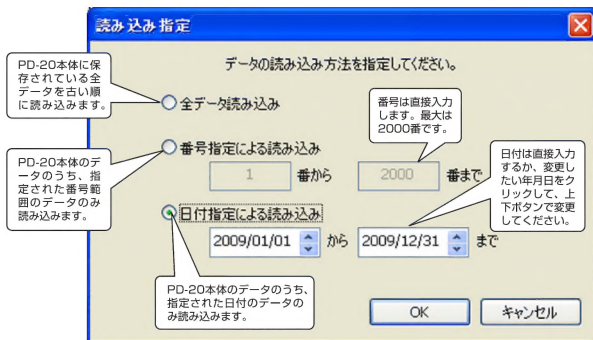 読み込み指定
データの読み込み方法を指定してください。
PD-20本体に保
存されている全
データを古い順
に読み込みます。
全データ読み込み
番号は直接入力
します。最大は
2000番です。
番号指定による読み込み
1 番から 2000 番まで
PD-20本体のデ
ータのうち、指
定された番号範
囲のデータのみ
読み込みます。
日付は直接入力
するか、変更し
たい年月日をク
リックして、上
下ボタンで変更
してください。
日付指定による読み込み
2009/01/01 から 2009/12/31 まで
PD-20本体のデータのうち、
指定された日付のデータの
み読み込みます。
OK キャンセル